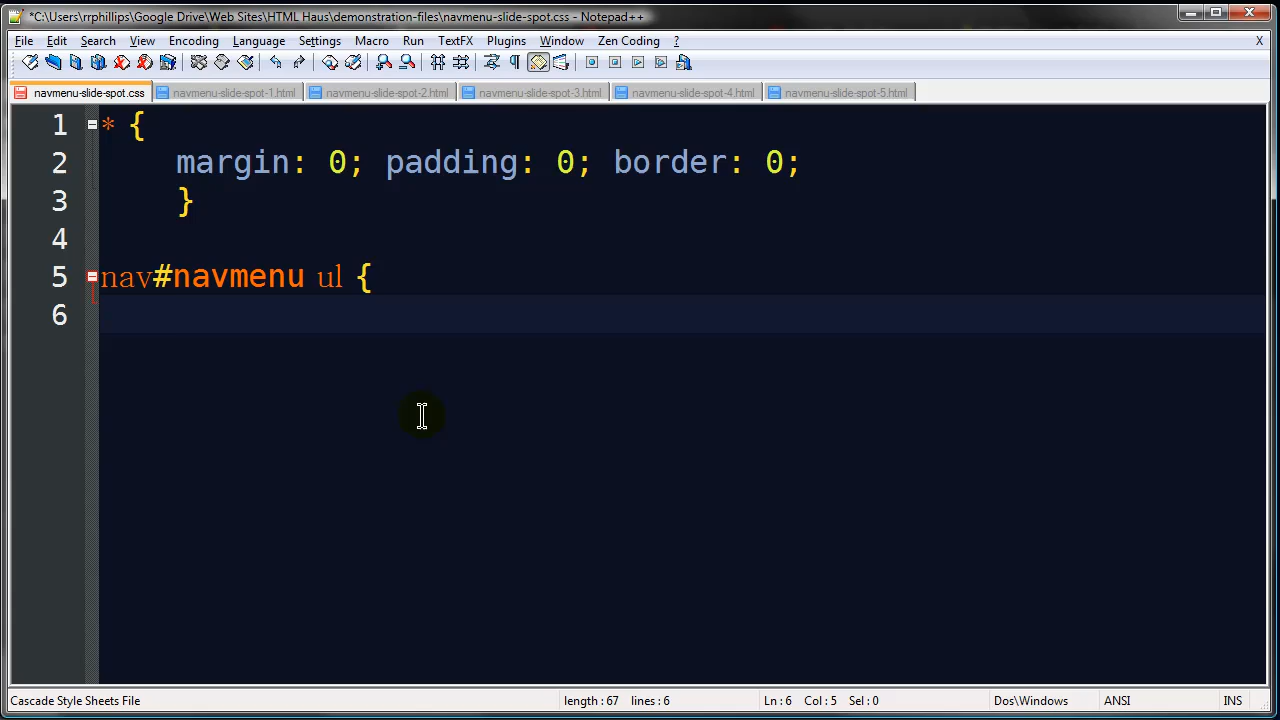 *C:\Users\rrphillips\Google Drive\Web Sites\HTML Haus\demonstration-files\navmenu-slide-spot.css - Notepad++
File Edit Search View Encoding Language Settings Macro Run TextFX Plugins Window Zen Coding ? X
navmenu-slide-spot.css navmenu-slide-spot-1.html navmenu-slide-spot-2.html navmenu-slide-spot-3.html navmenu-slide-spot-4.html navmenu-slide-spot-5.html
1 * {
2 margin: 0; padding: 0; border: 0;
3 }
4
5 nav#navmenu ul {
6
Cascade Style Sheets File length : 67 lines : 6 Ln : 6 Col : 5 Sel : 0 Dos\Windows ANSI INS